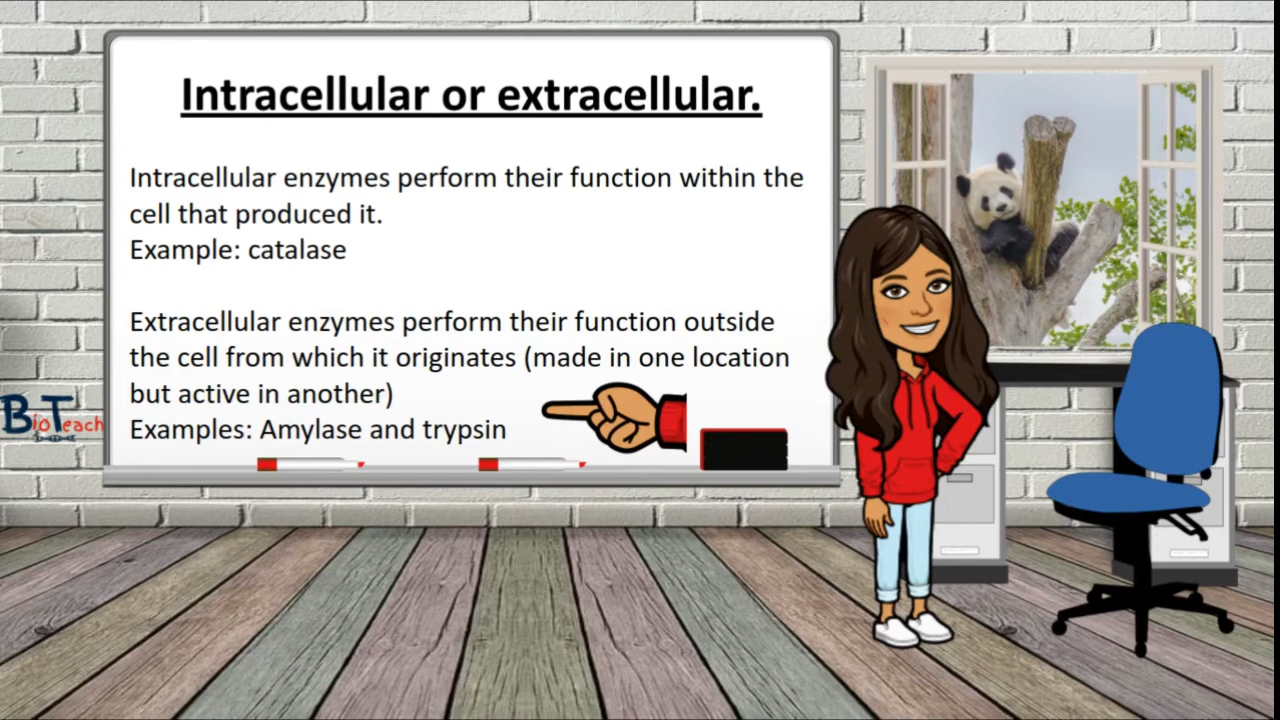 Intracellular or extracellular.
Intracellular enzymes perform their function within the
cell that produced it.
Example: catalase
Extracellular enzymes perform their function outside
the cell from which it originates (made in one location
but active in another)
Examples: Amylase and trypsin
BioTeach